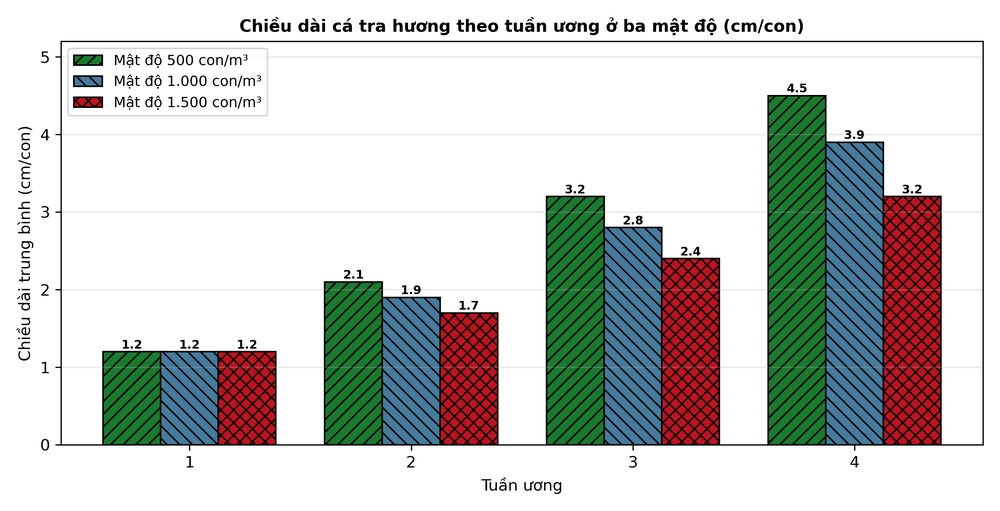 Chiều dài cá tra hương theo tuần ương ở ba mật độ (cm/con)
Mật độ 500 con/m³
Mật độ 1.000 con/m³
Mật độ 1.500 con/m³
Chiều dài trung bình (cm/con)
5
4
3
2
1
0
1.2 1.2 1.2
2.1 1.9 1.7
3.2 2.8 2.4
4.5 3.9 3.2
1 2 3 4
Tuần ương